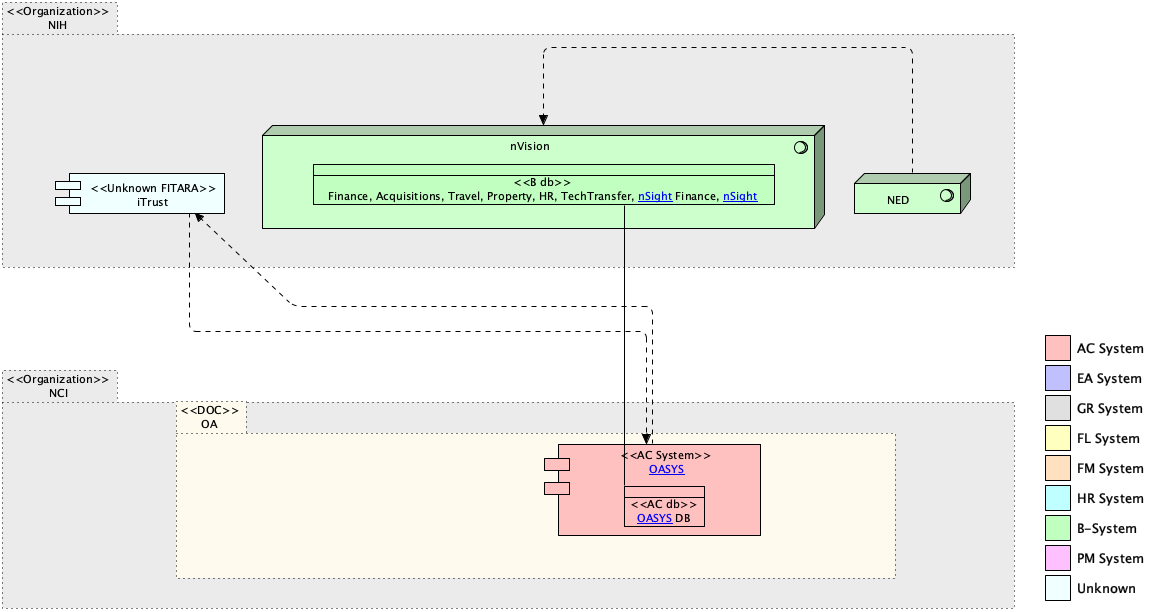 <<Organization>>
NIH
nVision
<<B db>>
Finance, Acquisitions, Travel, Property, HR, TechTransfer, nSight Finance, nSight
<<Unknown FITARA>>
iTrust
NED
<<Organization>>
NCI
<<DOC>>
OA
<<AC System>>
OASYS
<<AC db>>
OASYS DB
AC System
EA System
GR System
FL System
FM System
HR System
B-System
PM System
Unknown